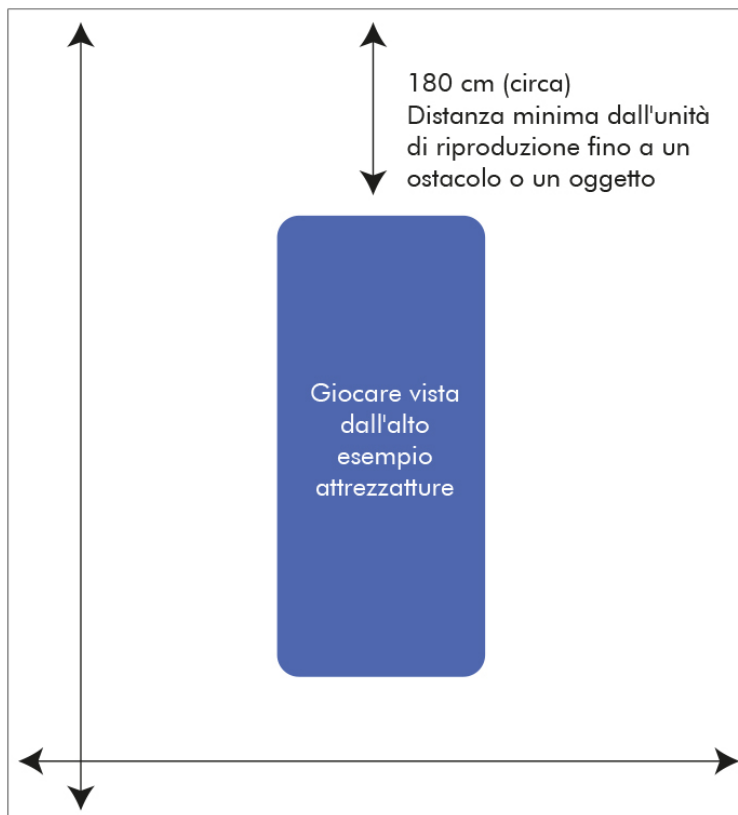 180 cm (circa)
Distanza minima dall'unità
di riproduzione fino a un
ostacolo o un oggetto
Giocare vista
dall'alto
esempio
attrezzatture